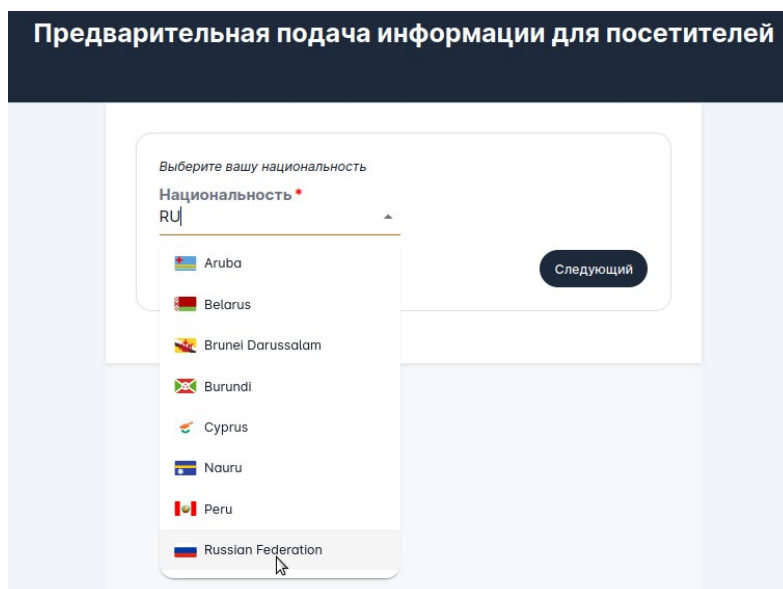 Предварительная подача информации для посетителей
Выберите вашу национальность
Национальность *
RU
Aruba
Следующий
Belarus
Brunei Darussalam
Burundi
Cyprus
Nauru
Peru
Russian Federation